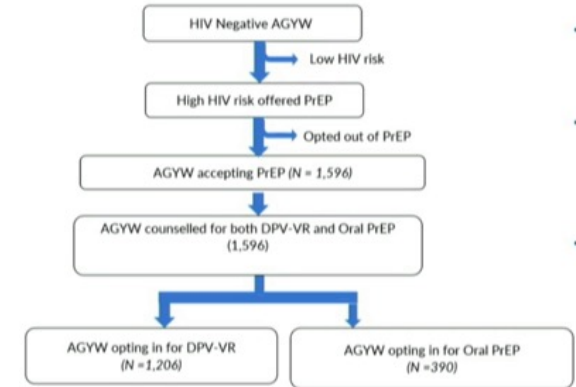 HIV Negative AGYW
Low HIV risk
High HIV risk offered PrEP
Opted out of PrEP
AGYW accepting PrEP (N = 1,596)
AGYW counselled for both DPV-VR and Oral PrEP
(1,596)
AGYW opting in for DPV-VR
(N =1,206)
AGYW opting in for Oral PrEP
(N =390)